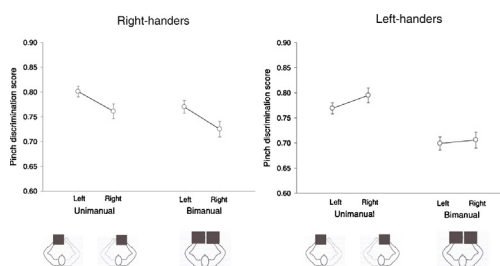 Right-handers
0.90
0.85
0.80
0.75
0.70
0.65
0.60
Pinch discrimination score
Left Right Left Right
Unimanual Bimanual
Left-handers
0.90
0.85
0.80
0.75
0.70
0.65
0.60
Pinch discrimination score
Left Right Left Right
Unimanual Bimanual